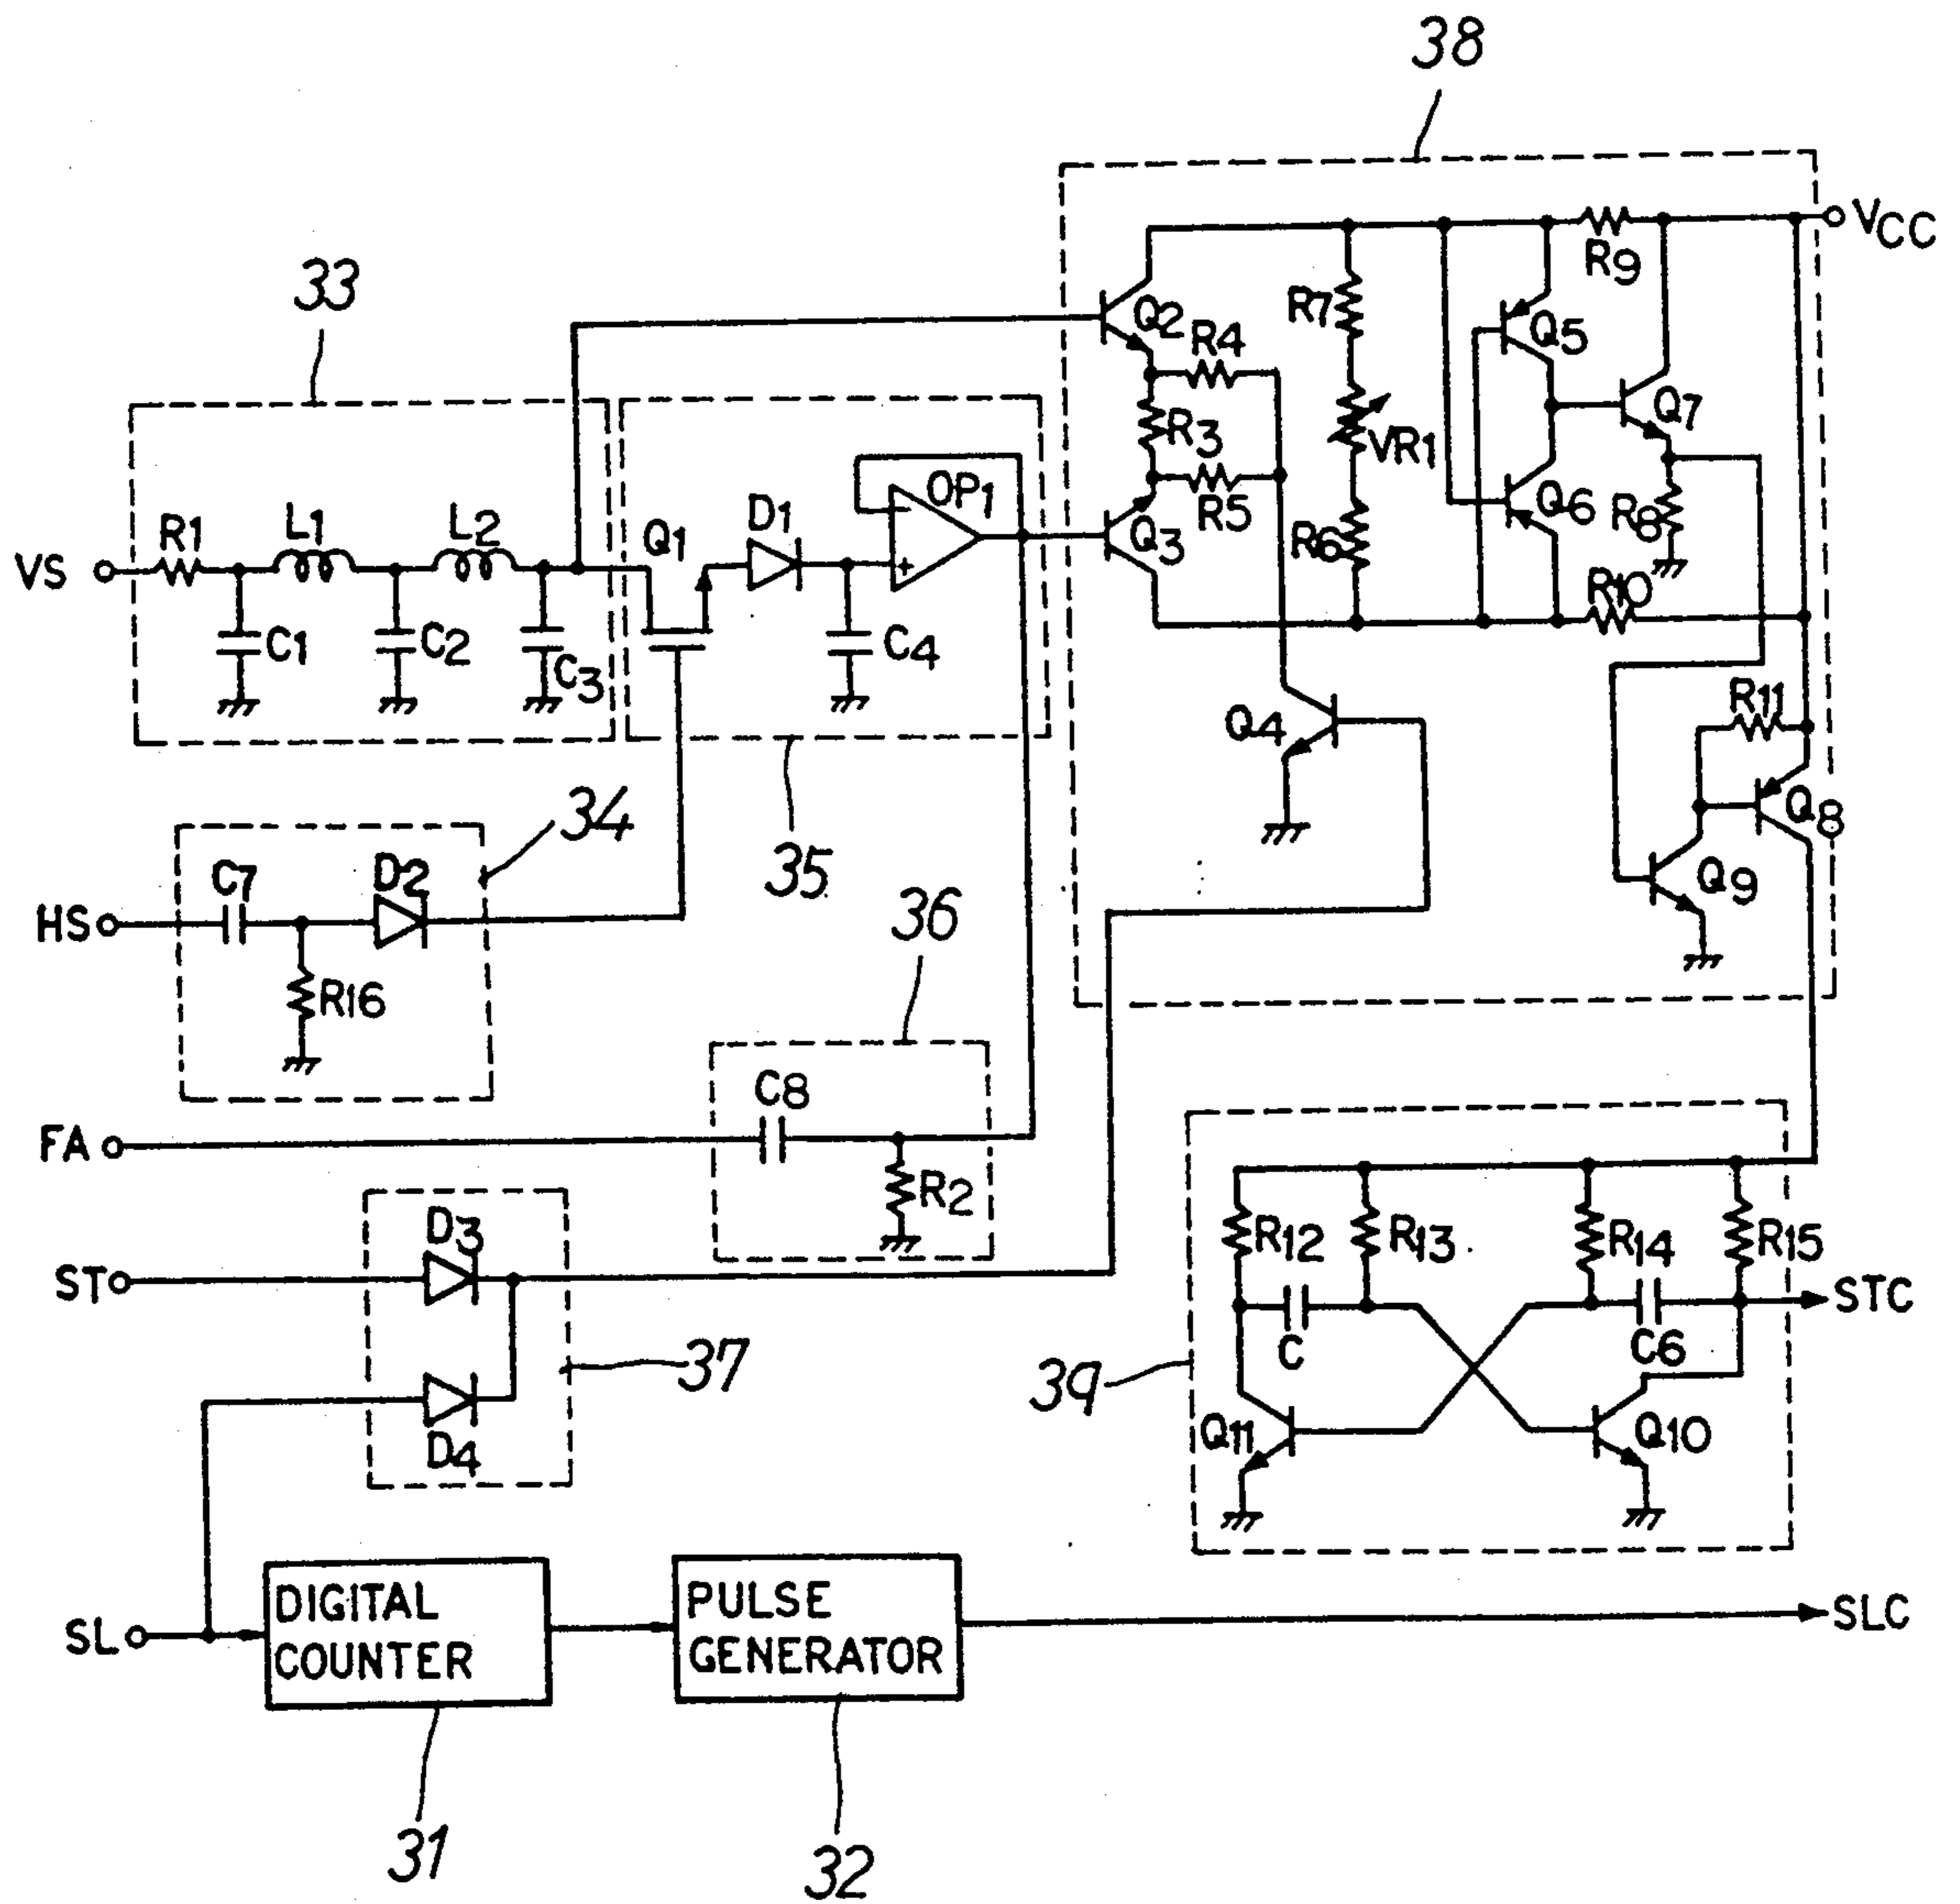 38
VCC
R9
33
Q2
R7
Q5
R4
Q7
R3
VR1
OP1
R5
Q6
R8
L1
L2
Q1
D1
Q3
R6
VS
R1
-
+
R10
C1
C2
C3
C4
R11
Q4
Q8
34
35
C7
D2
Q9
36
HS
R16
C8
FA
R2
D3
R12
R13
R14
R15
ST
STC
37
C
C6
39
D4
Q11
Q10
DIGITAL
COUNTER
PULSE
GENERATOR
SL
SLC
31
32